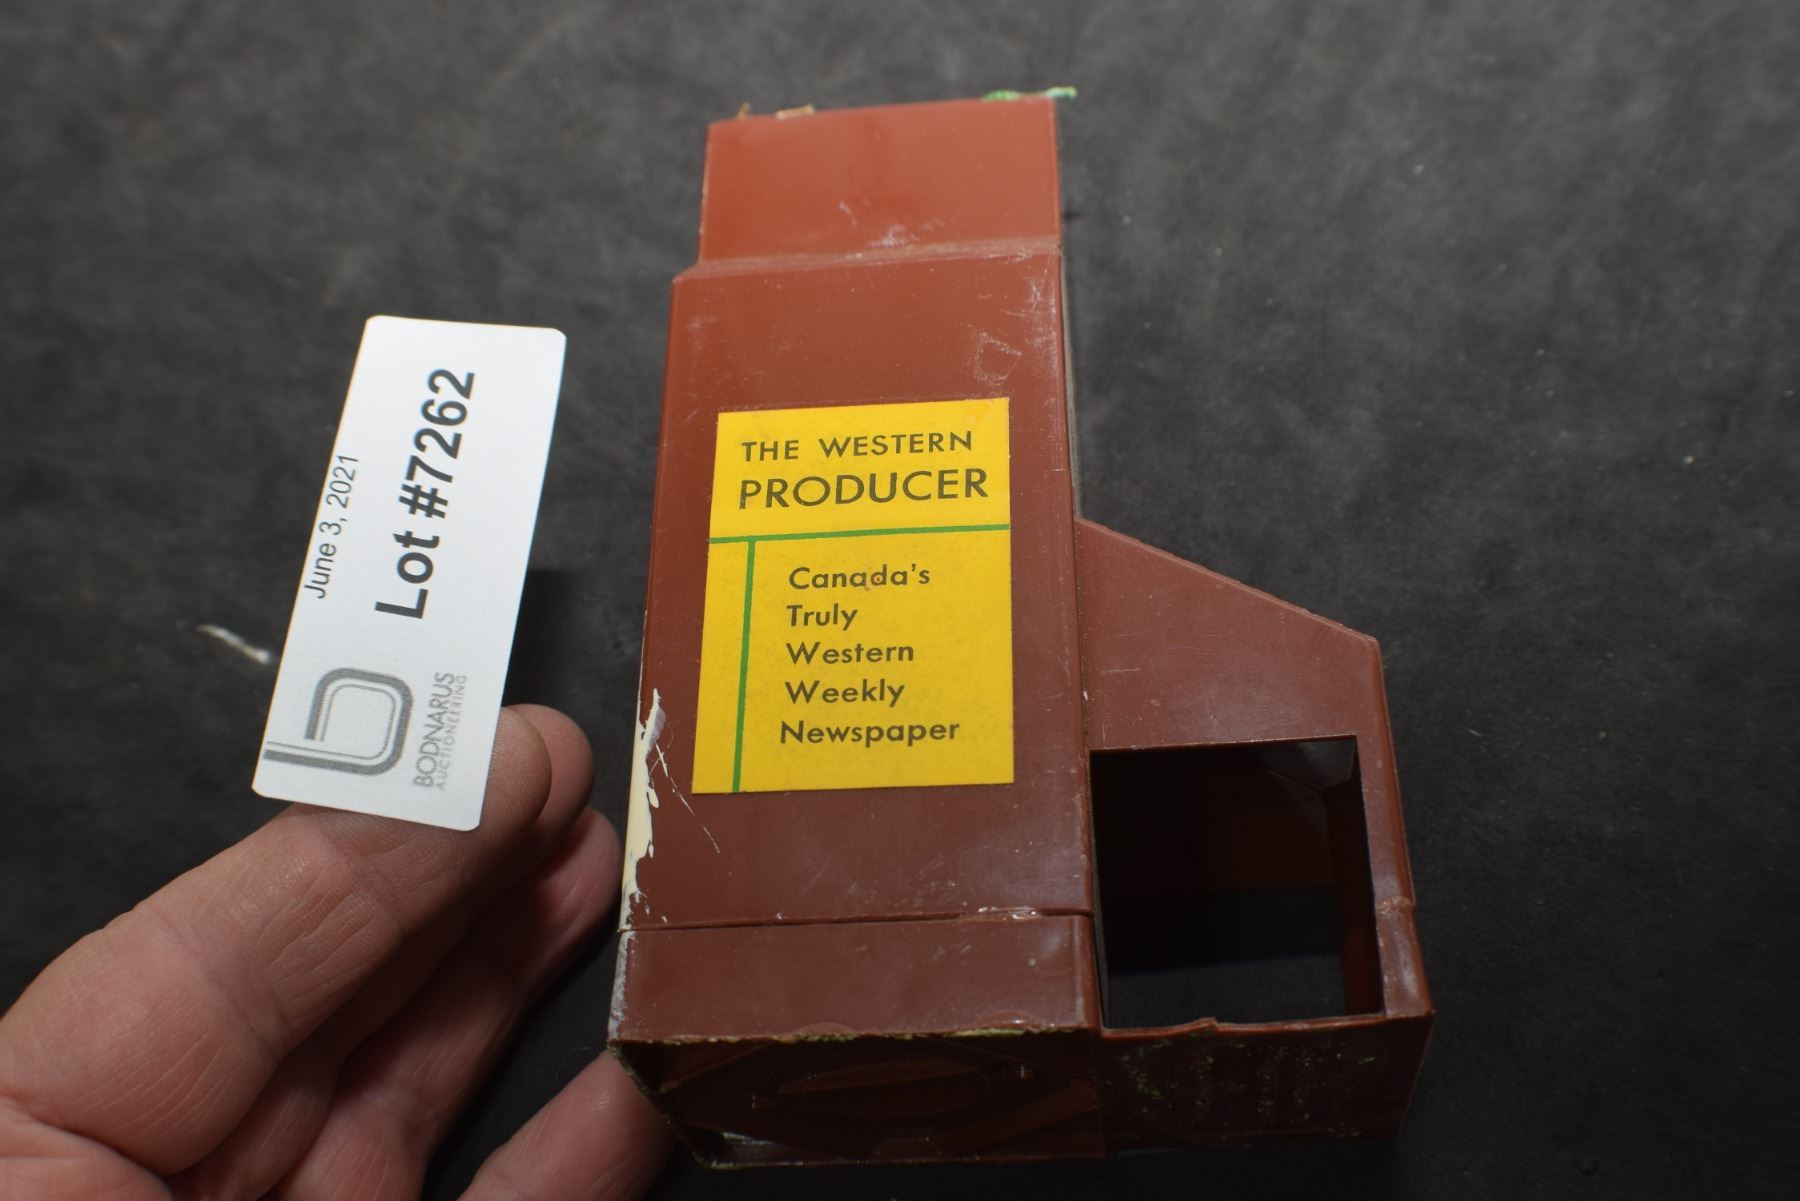 June 3, 2021
Lot #7262
BODNARUS
AUCTIONEERING
THE WESTERN
PRODUCER
Canada's
Truly
Western
Weekly
Newspaper